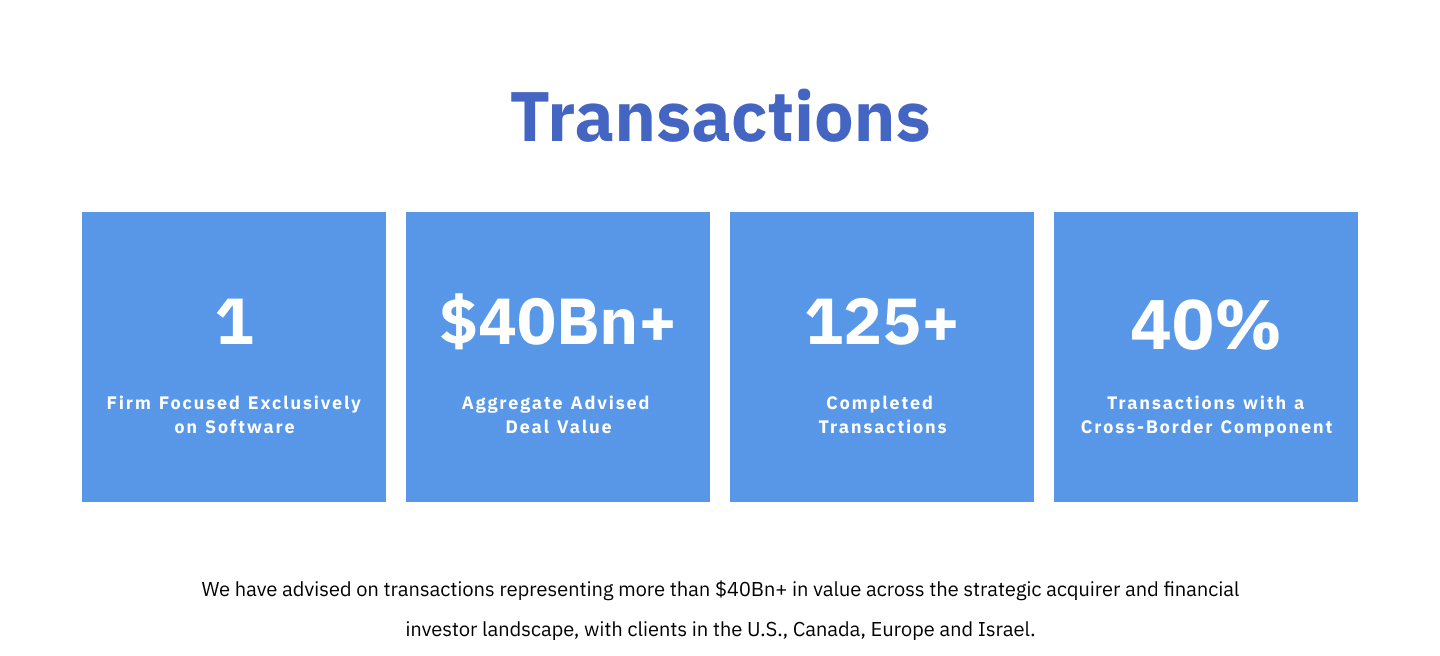 Transactions
1
Firm Focused Exclusively
on Software
$40Bn+
Aggregate Advised
Deal Value
125+
Completed
Transactions
40%
Transactions with a
Cross-Border Component
We have advised on transactions representing more than $40Bn+ in value across the strategic acquirer and financial
investor landscape, with clients in the U.S., Canada, Europe and Israel.